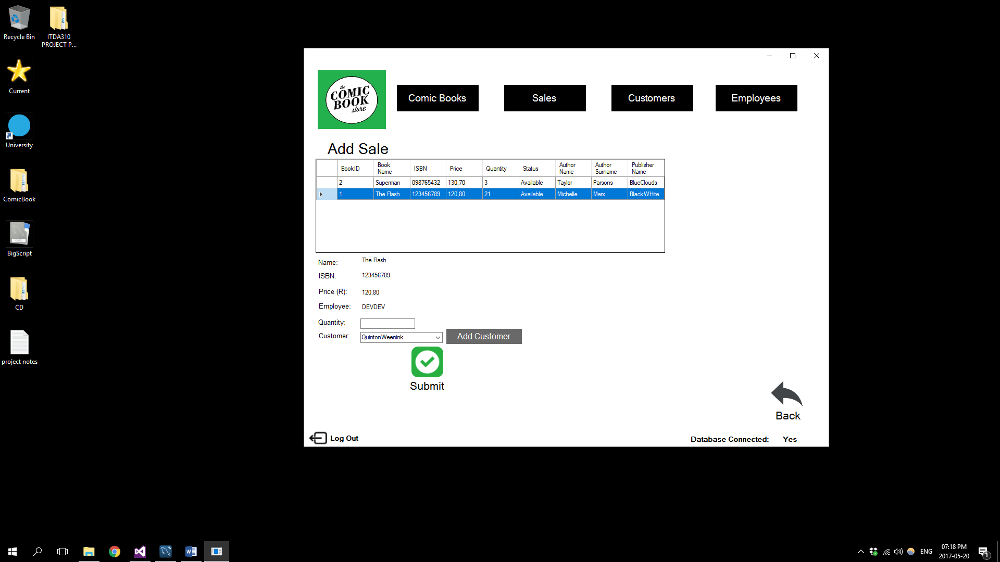 Recycle Bin
ITDA310
PROJECT P...
Current
University
ComicBook
BigScript
CD
project notes
the
COMIC
BOOK
store
Comic Books
Sales
Customers
Employees
Add Sale
BookID Book Name ISBN Price Quantity Status Author Name Author Surname Publisher Name
2 Superman 098765432 130,70 3 Available Taylor Parsons BlueClouds
1 The Flash 123456789 120,80 21 Available Michelle Marx BlackWHite
Name: The Flash
ISBN: 123456789
Price (R): 120,80
Employee: DEVDEV
Quantity:
Customer: QuintonWeenink Add Customer
Submit
Back
Log Out
Database Connected: Yes
ENG
07:18 PM
2017-05-20
1